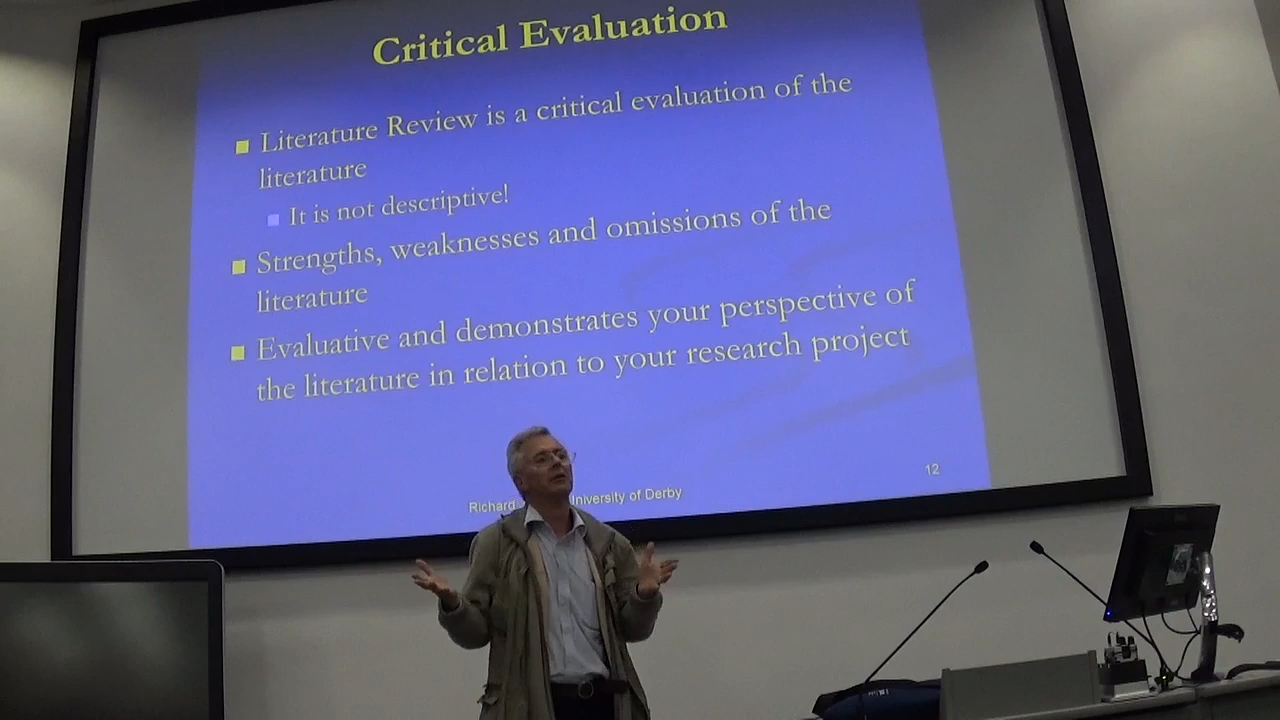 Critical Evaluation
Literature Review is a critical evaluation of the
literature
It is not descriptive!
Strengths, weaknesses and omissions of the
literature
Evaluative and demonstrates your perspective of
the literature in relation to your research project
12
Richard University of Derby